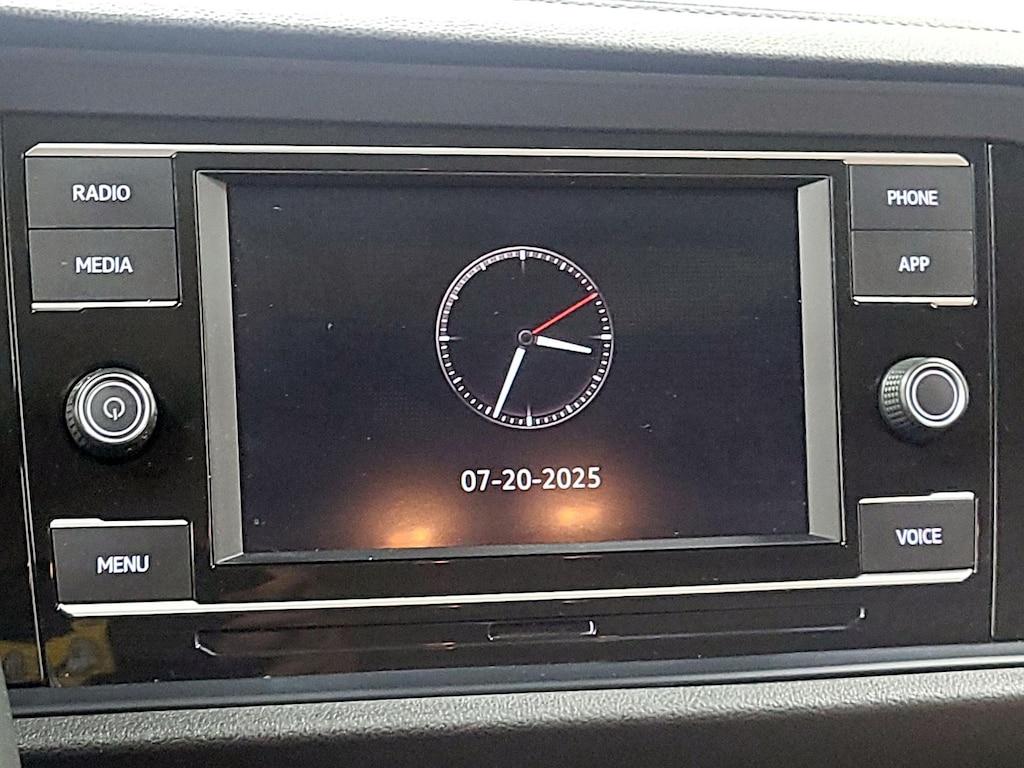 RADIO
PHONE
MEDIA
APP
07-20-2025
MENU
VOICE